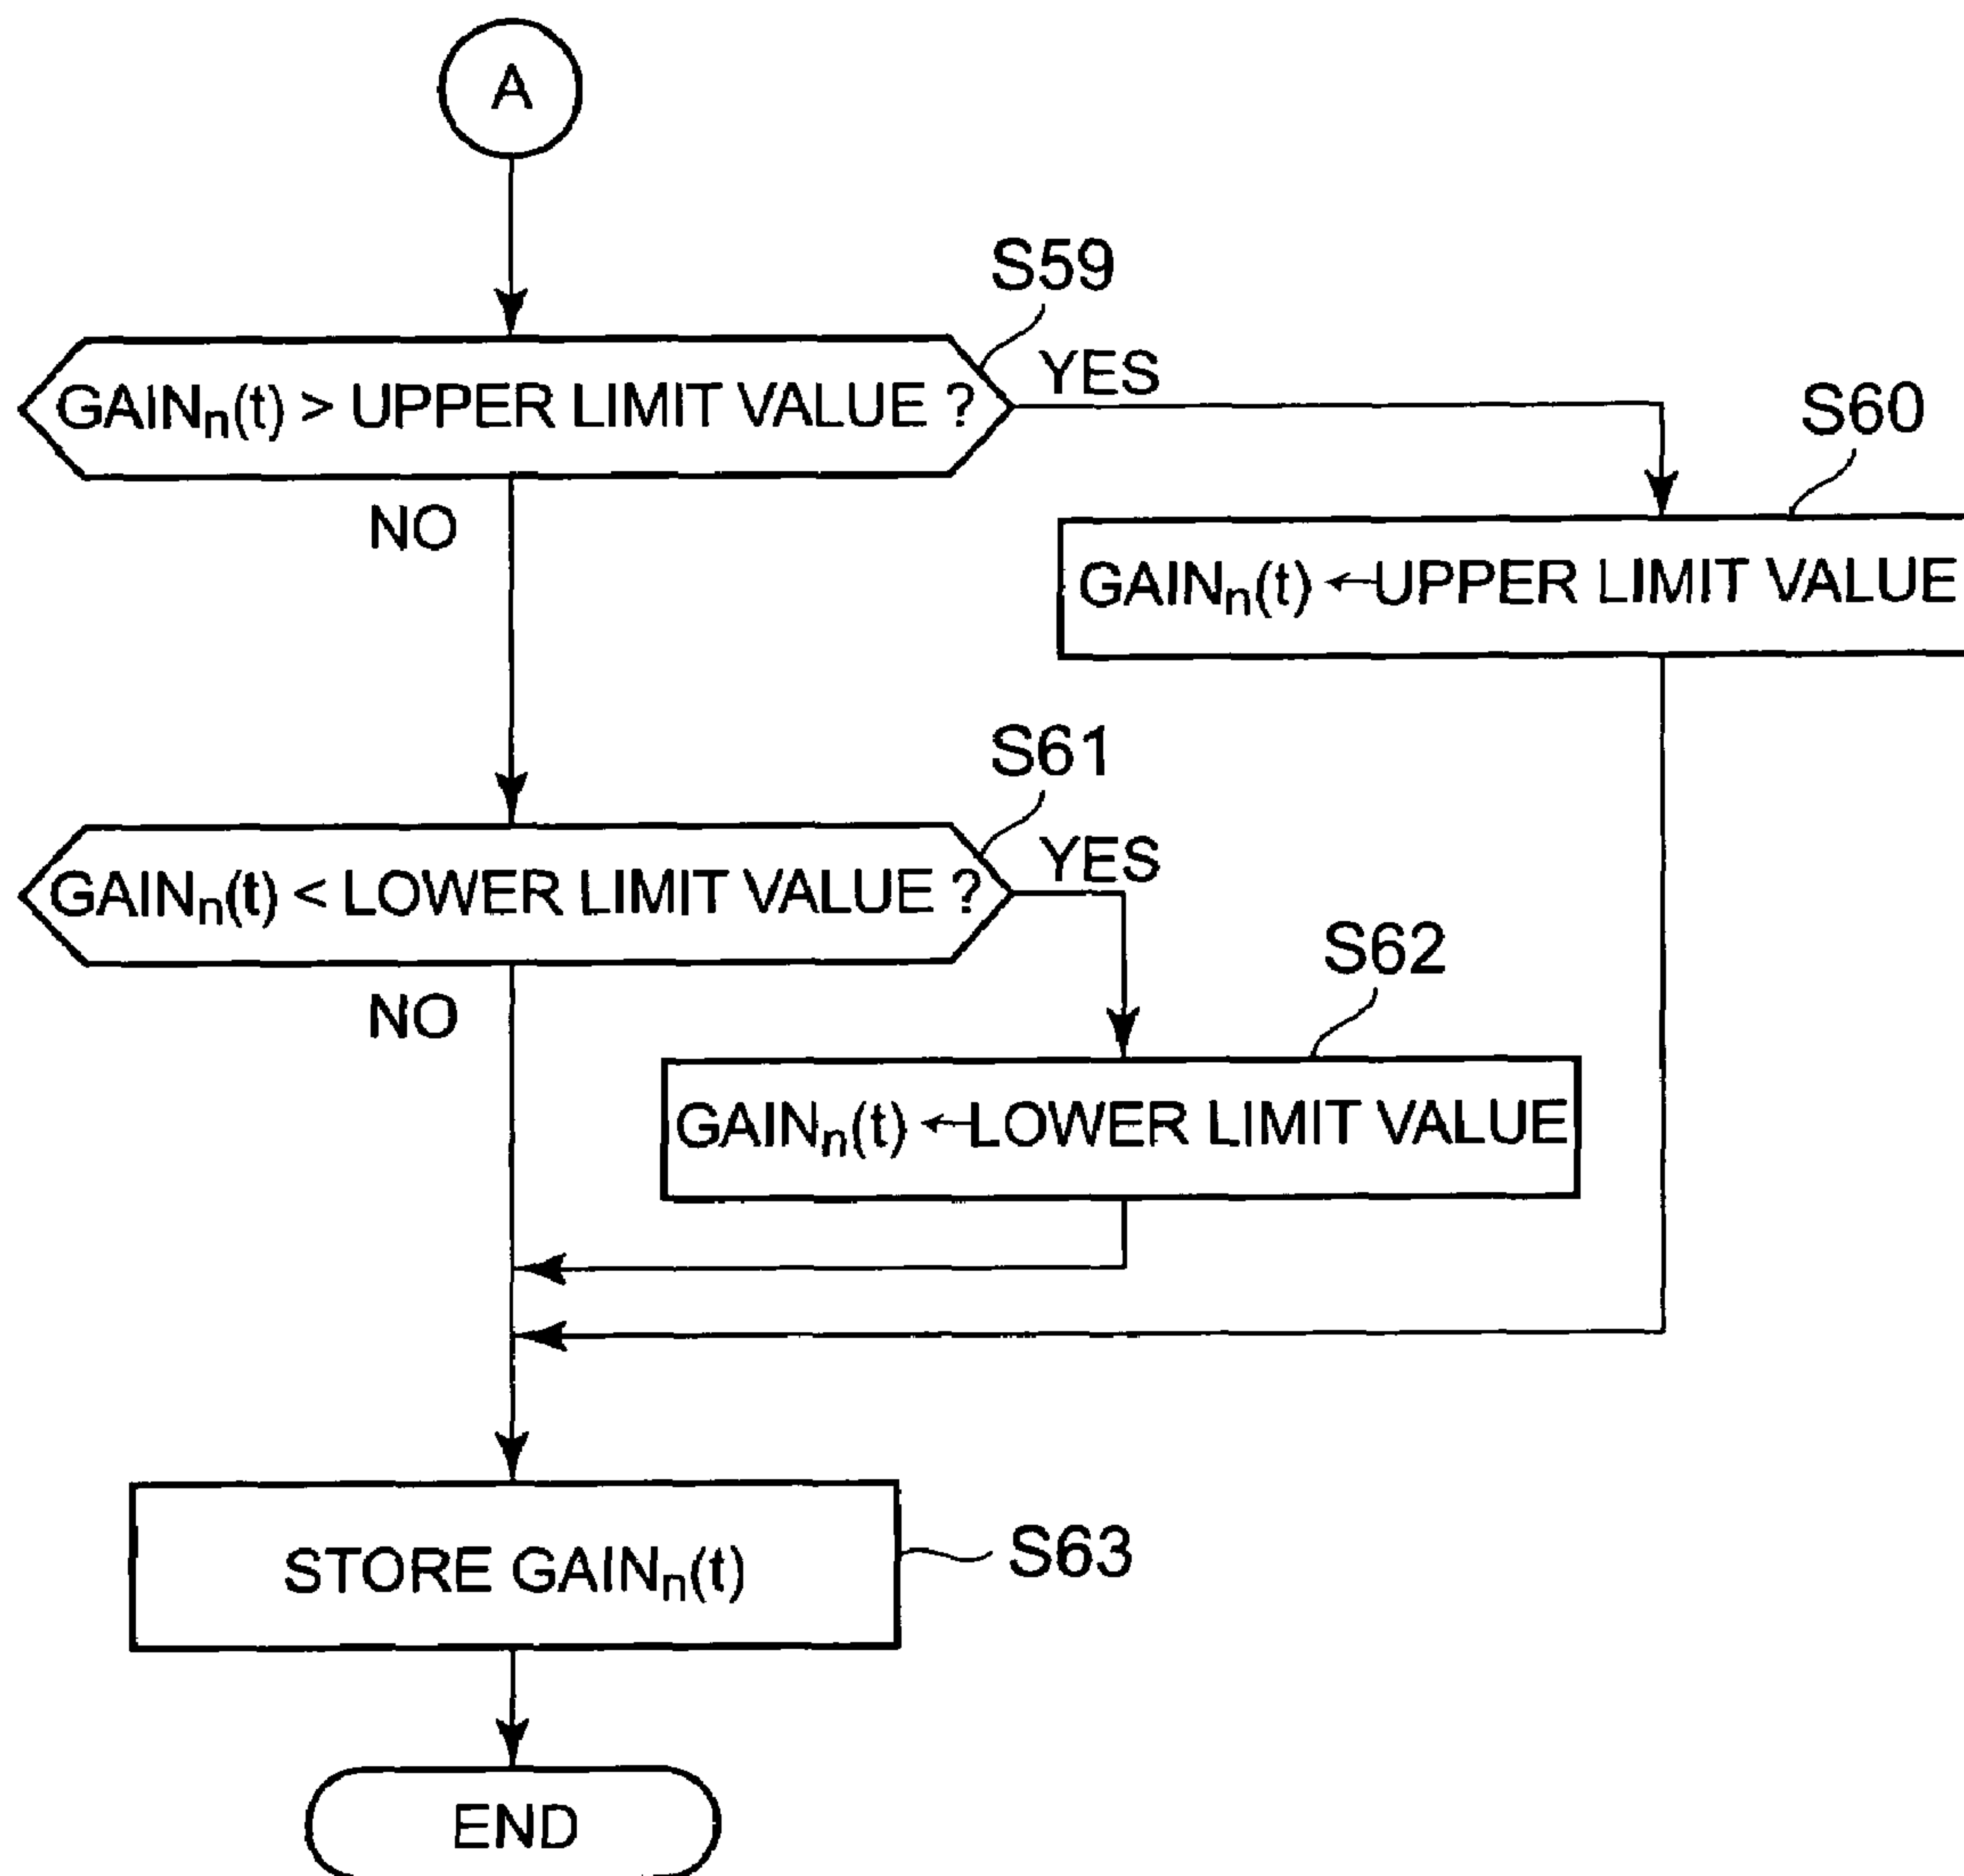 A
S59
GAINn(t) > UPPER LIMIT VALUE ?
YES
S60
NO
GAINn(t) ←UPPER LIMIT VALUE
S61
GAINn(t) < LOWER LIMIT VALUE ?
YES
S62
NO
GAINn(t) ←LOWER LIMIT VALUE
STORE GAINn(t)
S63
END